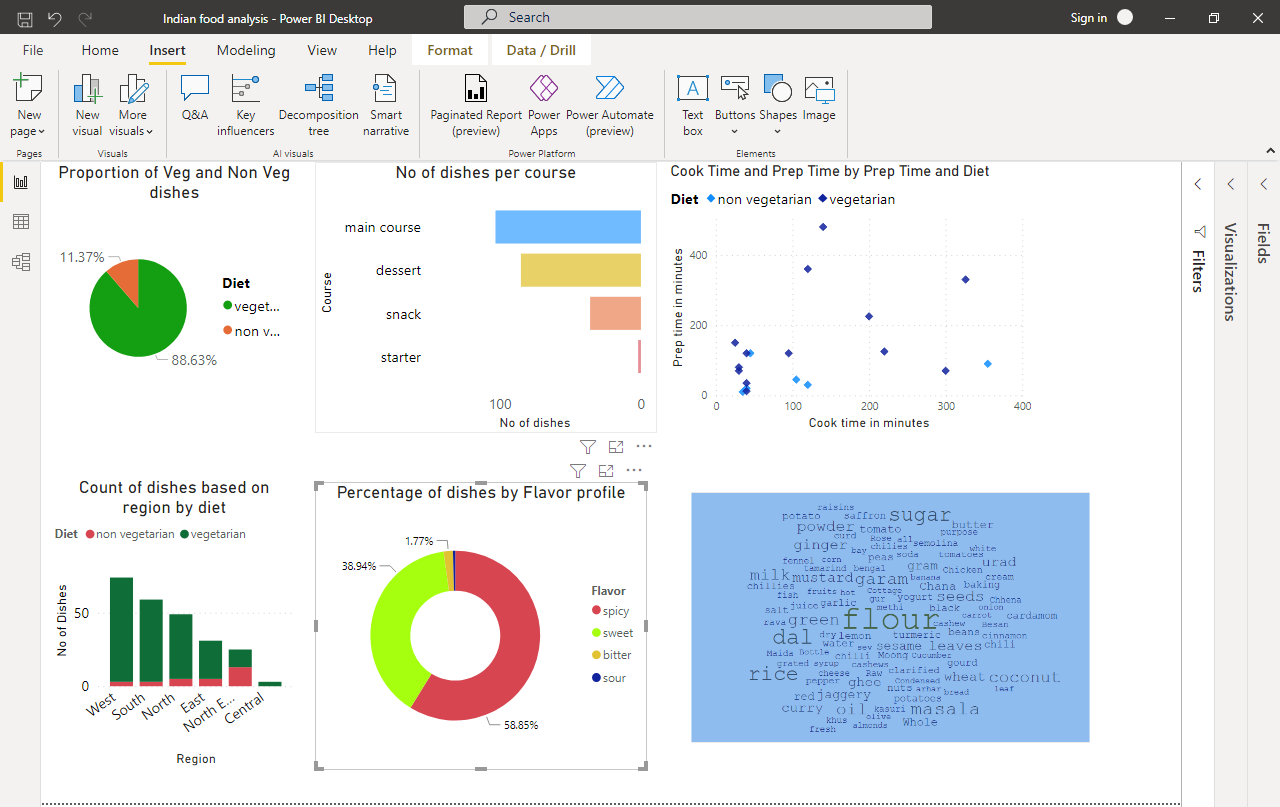 Indian food analysis - Power BI Desktop
Search
Sign in
File Home Insert Modeling View Help Format Data / Drill
New page
New visual
More visuals
Q&A
Key influencers
Decomposition tree
Smart narrative
Paginated Report (preview)
Power Apps
Power Automate (preview)
Text box
Buttons
Shapes
Image
Pages Visuals AI visuals Power Platform Elements
Proportion of Veg and Non Veg
dishes
11.37%
88.63%
Diet
veget...
non v...
No of dishes per course
Course
main course
dessert
snack
starter
100 0
No of dishes
Cook Time and Prep Time by Prep Time and Diet
Diet non vegetarian vegetarian
Prep time in minutes
400
200
0
0 100 200 300 400
Cook time in minutes
Filters
Visualizations
Fields
Count of dishes based on
region by diet
Diet non vegetarian vegetarian
No of Dishes
50
0
West South North East North E... Central
Region
Percentage of dishes by Flavor profile
1.77%
38.94%
58.85%
Flavor
spicy
sweet
bitter
sour
raisins
potato saffron sugar
powder tomato butter
curd Rose all purpose
ginger bay chilies semolina
fennel corn peas soda tomatoes white
tamarind bengal gram Chicken urad
milk mustard garam banana cream
chillies Chana baking
fish fruits hot Cottage
gur yogurt seeds Chhena
salt juice garlic methi black onion
rava green flour carrot cardamom
cashew Besan
dal dry lemon turmeric beans cinnamon
water sev sesame leaves chili
Maida Bottle chilli Moong Cucumber
grated syrup cashews gourd
rice cheese Raw clarified
pepper ghee Condensed wheat coconut
nuts arhar bread leaf
red jaggery potatoes
curry oil kasuri masala
khus olive Whole
fresh almonds